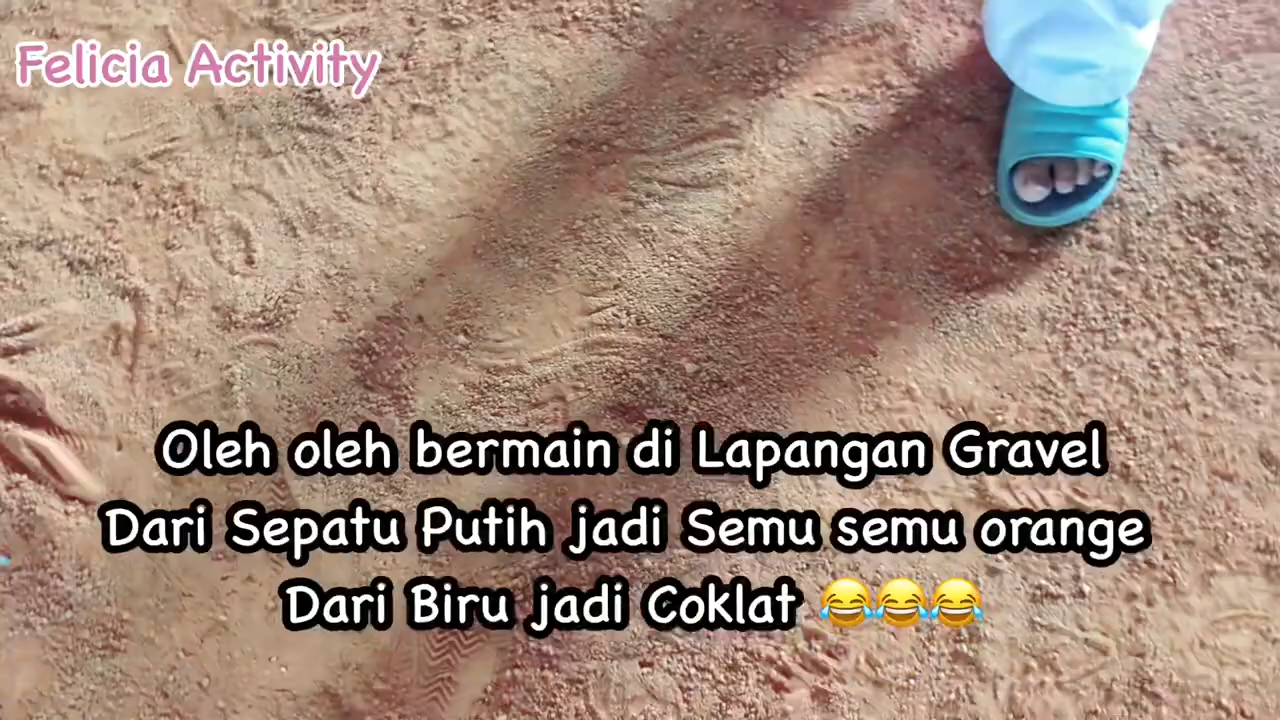 Felicia Activity
Oleh oleh bermain di Lapangan Gravel
Dari Sepatu Putih jadi Semu semu orange
Dari Biru jadi Coklat 😂😂😂